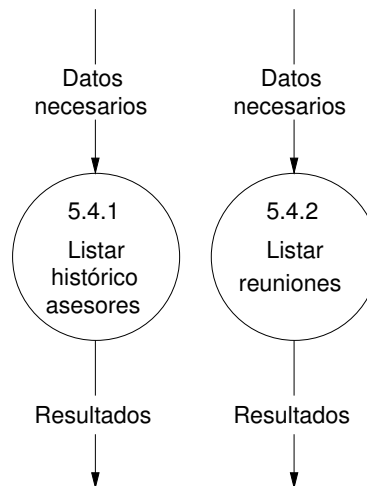 Datos
necesarios
5.4.1
Listar
histórico
asesores
Resultados
Datos
necesarios
5.4.2
Listar
reuniones
Resultados